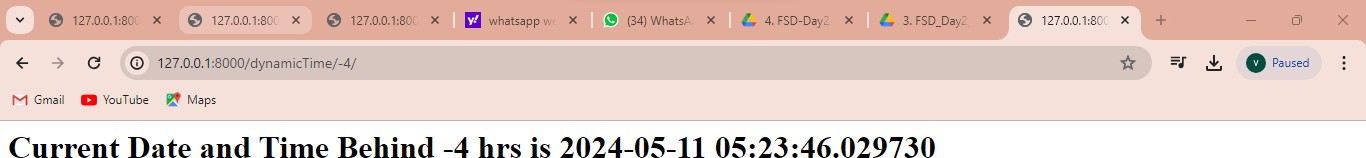 127.0.0.1:800
127.0.0.1:800
127.0.0.1:800
y!
whatsapp we
(34) WhatsA
4. FSD-Day2
3. FSD_Day2
127.0.0.1:800
127.0.0.1:8000/dynamicTime/-4/
V
Paused
Gmail
YouTube
Maps
Current Date and Time Behind -4 hrs is 2024-05-11 05:23:46.029730